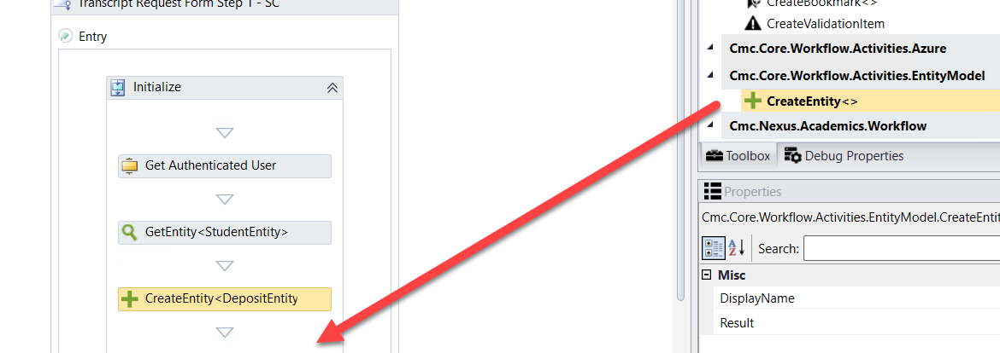 Transcript Request Form Step 1 - SC
Entry
Initialize
Get Authenticated User
GetEntity<StudentEntity>
CreateEntity<DepositEntity
CreateBookmark<>
CreateValidationItem
Cmc.Core.Workflow.Activities.Azure
Cmc.Core.Workflow.Activities.EntityModel
CreateEntity<>
Cmc.Nexus.Academics.Workflow
Toolbox
Debug Properties
Properties
Cmc.Core.Workflow.Activities.EntityModel.CreateEnti
Search:
Misc
DisplayName
Result